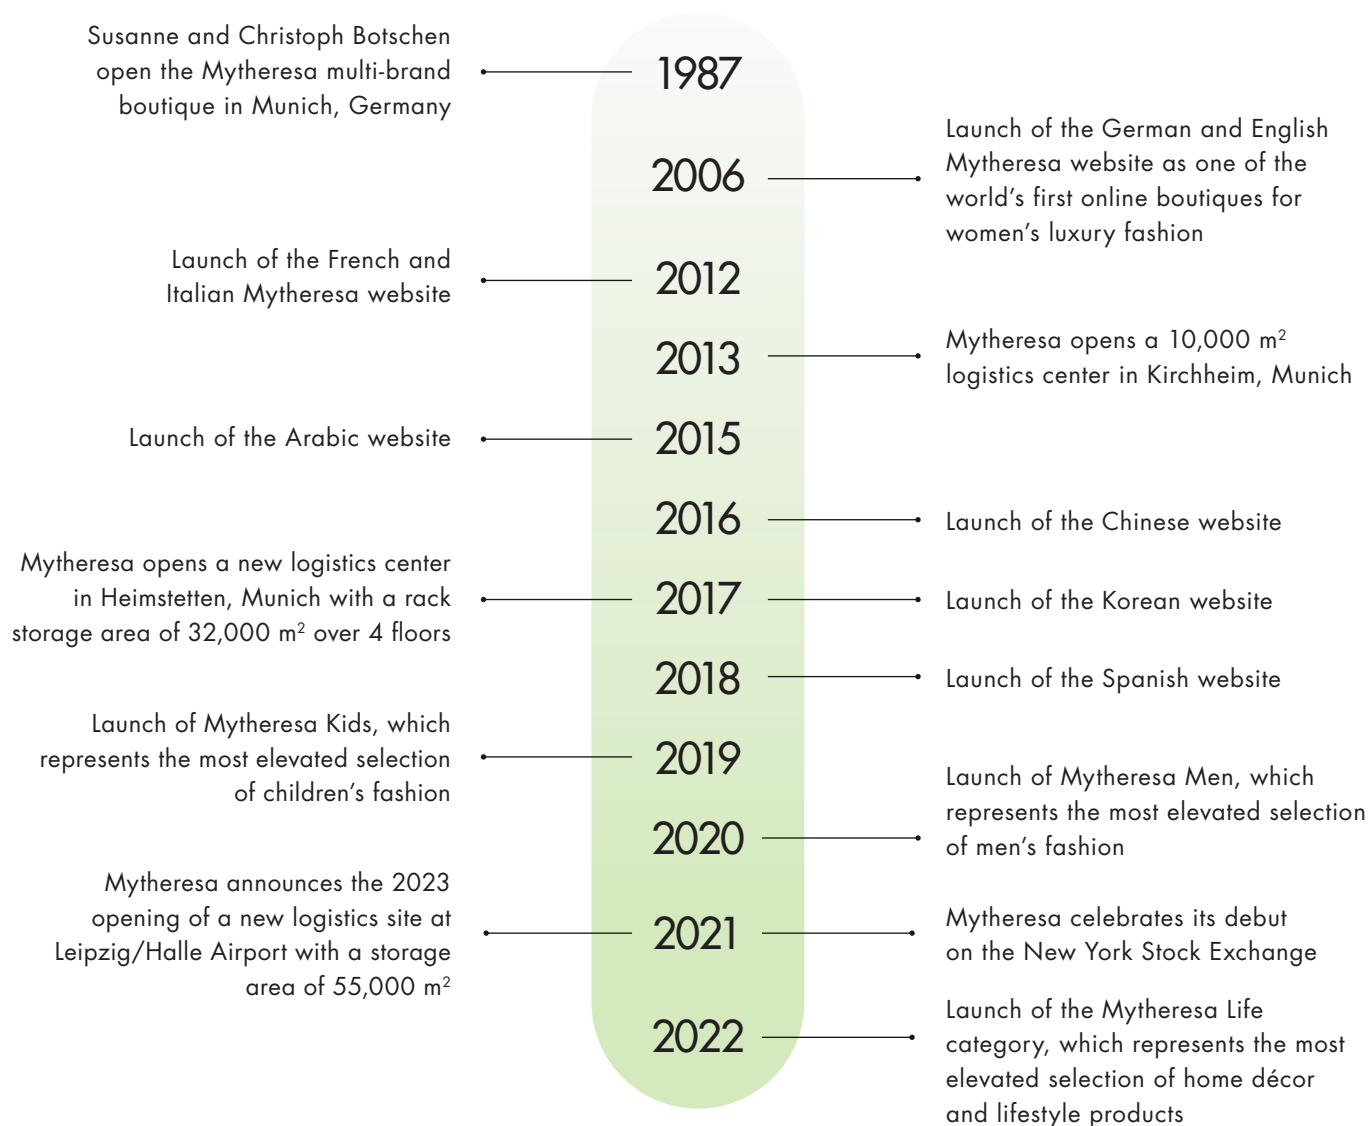 Susanne and Christoph Botschen
open the Mytheresa multi-brand
boutique in Munich, Germany
1987
2006
Launch of the German and English
Mytheresa website as one of the
world’s first online boutiques for
women’s luxury fashion
Launch of the French and
Italian Mytheresa website
2012
2013
Mytheresa opens a 10,000 m²
logistics center in Kirchheim, Munich
Launch of the Arabic website
2015
2016
Launch of the Chinese website
Mytheresa opens a new logistics center
in Heimstetten, Munich with a rack
storage area of 32,000 m² over 4 floors
2017
Launch of the Korean website
2018
Launch of the Spanish website
Launch of Mytheresa Kids, which
represents the most elevated selection
of children’s fashion
2019
2020
Launch of Mytheresa Men, which
represents the most elevated selection
of men’s fashion
Mytheresa announces the 2023
opening of a new logistics site at
Leipzig/Halle Airport with a storage
area of 55,000 m²
2021
Mytheresa celebrates its debut
on the New York Stock Exchange
2022
Launch of the Mytheresa Life
category, which represents the most
elevated selection of home décor
and lifestyle products